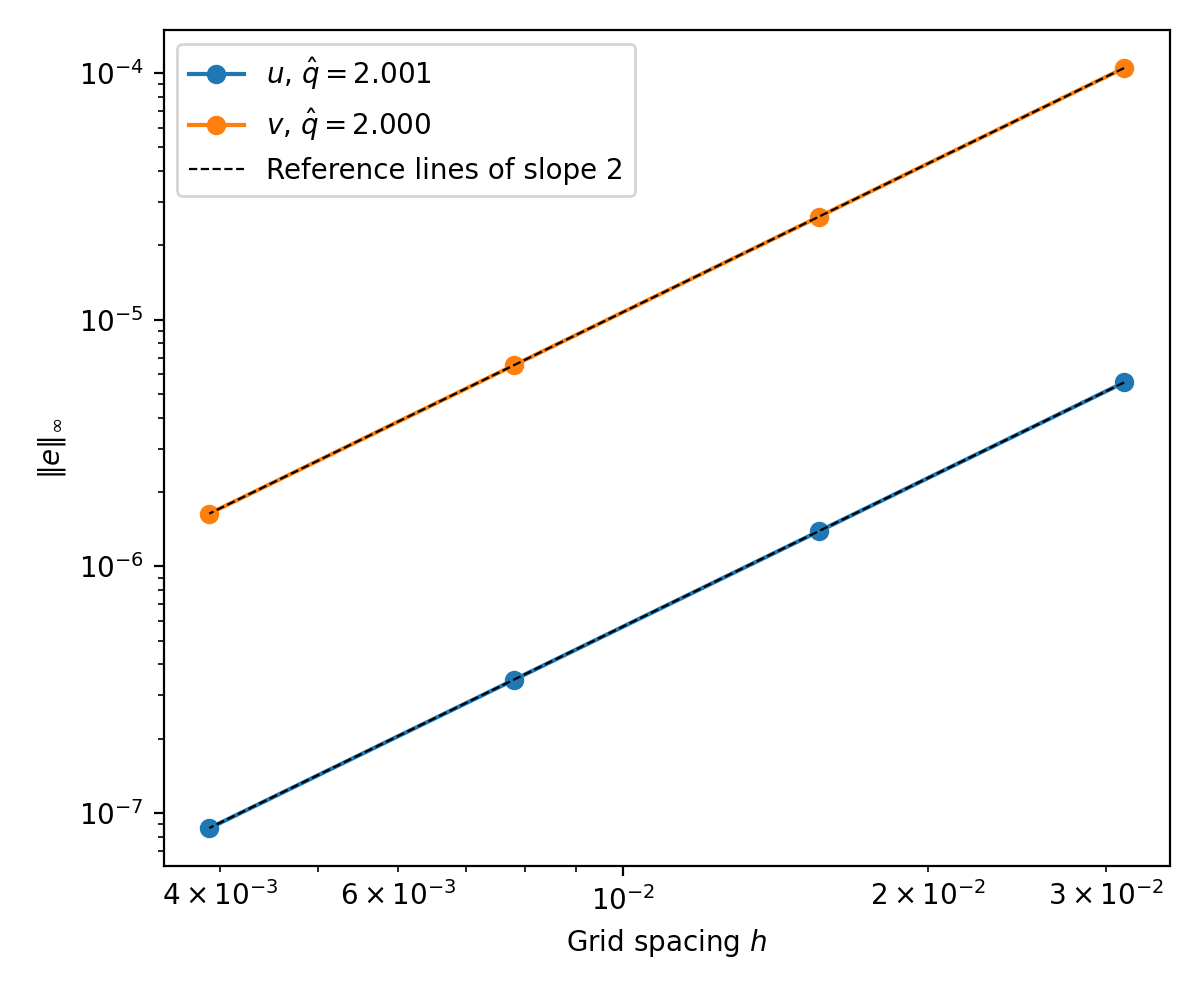 u, q̂ = 2.001
v, q̂ = 2.000
Reference lines of slope 2
10⁻⁴
10⁻⁵
10⁻⁶
10⁻⁷
‖e‖∞
4 × 10⁻³ 6 × 10⁻³ 10⁻² 2 × 10⁻² 3 × 10⁻²
Grid spacing h